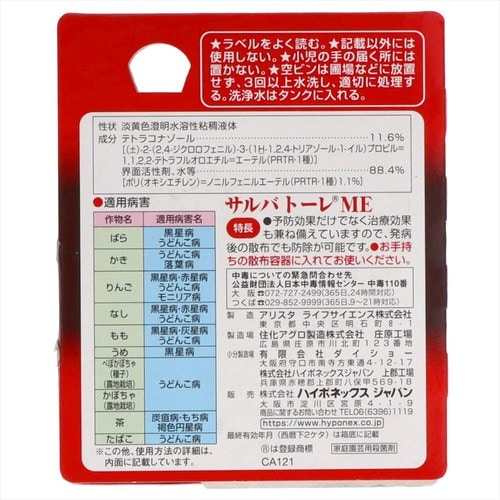 ★ラベルをよく読む。★記載以外には
使用しない。★小児の手の届く所には
置かない。★空ビンは圃場などに放置
せず、3回以上水洗し、適切に処理す
る。洗浄水はタンクに入れる。
性状 淡黄色澄明水溶性粘稠液体
成分 テトラコナゾール…11.6%
[(±)-2-(2,4-ジクロロフェニル)-3-(1H-1,2,4-トリアゾール-1-イル)プロピル=
1,1,2,2-テトラフルオロエチル=エーテル(PRTR・1種)]
界面活性剤、水等…88.4%
[ポリ(オキシエチレン)=ノニルフェニルエーテル(PRTR・1種)1.1%]
●適用病害
作物名 適用病害名
ばら 黒星病 うどんこ病
かき うどんこ病 落葉病
りんご 黒星病・赤星病 うどんこ病 モニリア病
なし 黒星病・赤星病 うどんこ病
もも 黒星病・灰星病 うどんこ病
うめ 黒星病
ぺぽかぼちゃ (種子) (露地栽培) かぼちゃ (露地栽培) うどんこ病
茶 炭疽病・もち病 褐色円星病
たばこ うどんこ病
※この他、使用方法の詳細は、
内面に記載しています。
サルバトーレ®ME
特長 ●予防効果だけでなく治療効果
も兼ね備えていますので、発病
後の散布でも防除が可能です。●お手持
ちの散布容器に入れてお使いください。
中毒についての緊急問合わせ先
公益財団法人日本中毒情報センター 中毒110番
大阪☎072-727-2499(365日,24時間対応)
つくば☎029-852-9999(365日,9〜21時対応)
製造 アリスタ ライフサイエンス株式会社
東京都中央区明石町8-1
製造場 住化アグロ製造株式会社 庄原工場
広島県庄原市川北町123番地
小分製造場 有限会社ダイショー
大阪府守口市南寺方東通4-12-17
株式会社ハイポネックスジャパン 上郡工場
兵庫県赤穂郡上郡町八保甲1番地
販売 株式会社ハイポネックス ジャパン
大阪市淀川区宮原4-1-9
商品に関するお問い合わせ TEL 06(6396)1119
https://www.hyponex.co.jp
最終有効年月(西暦下2ケタ)は箱底に記載
®は登録商標
家庭園芸用殺菌剤
CA121